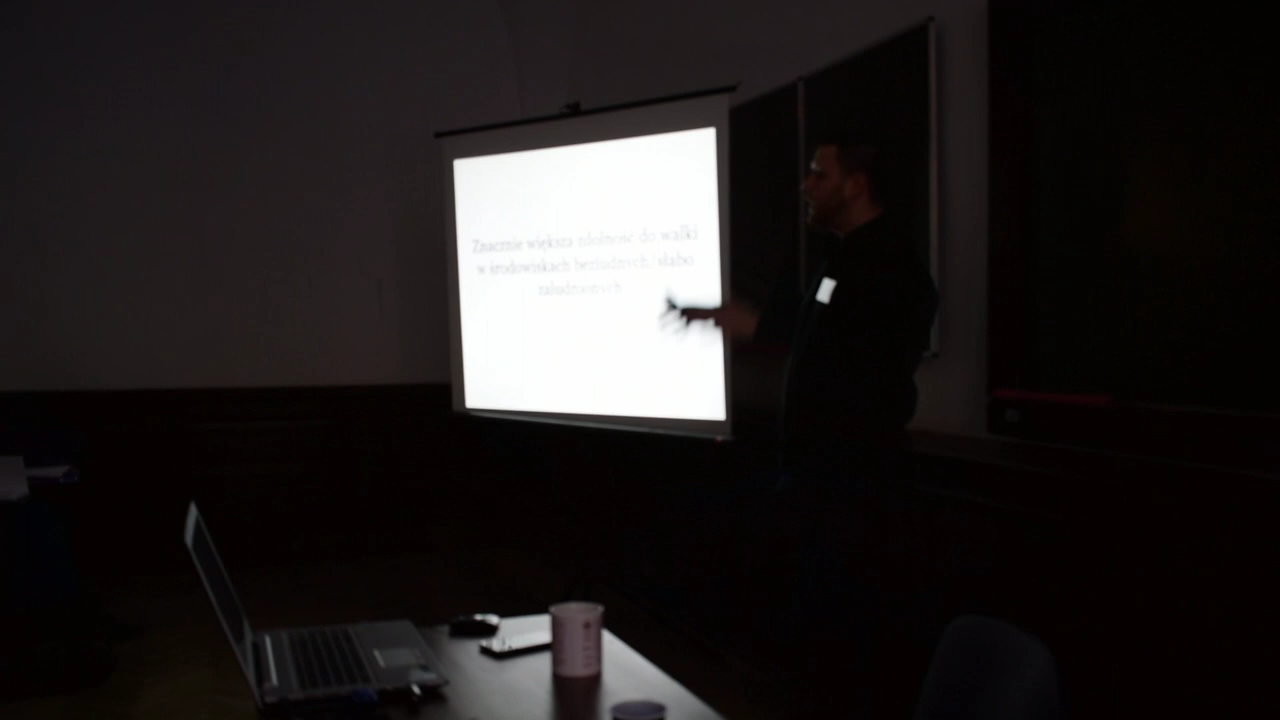 Znacznie większa zdolność do walki
w środowiskach bezludnych/słabo
zaludnionych